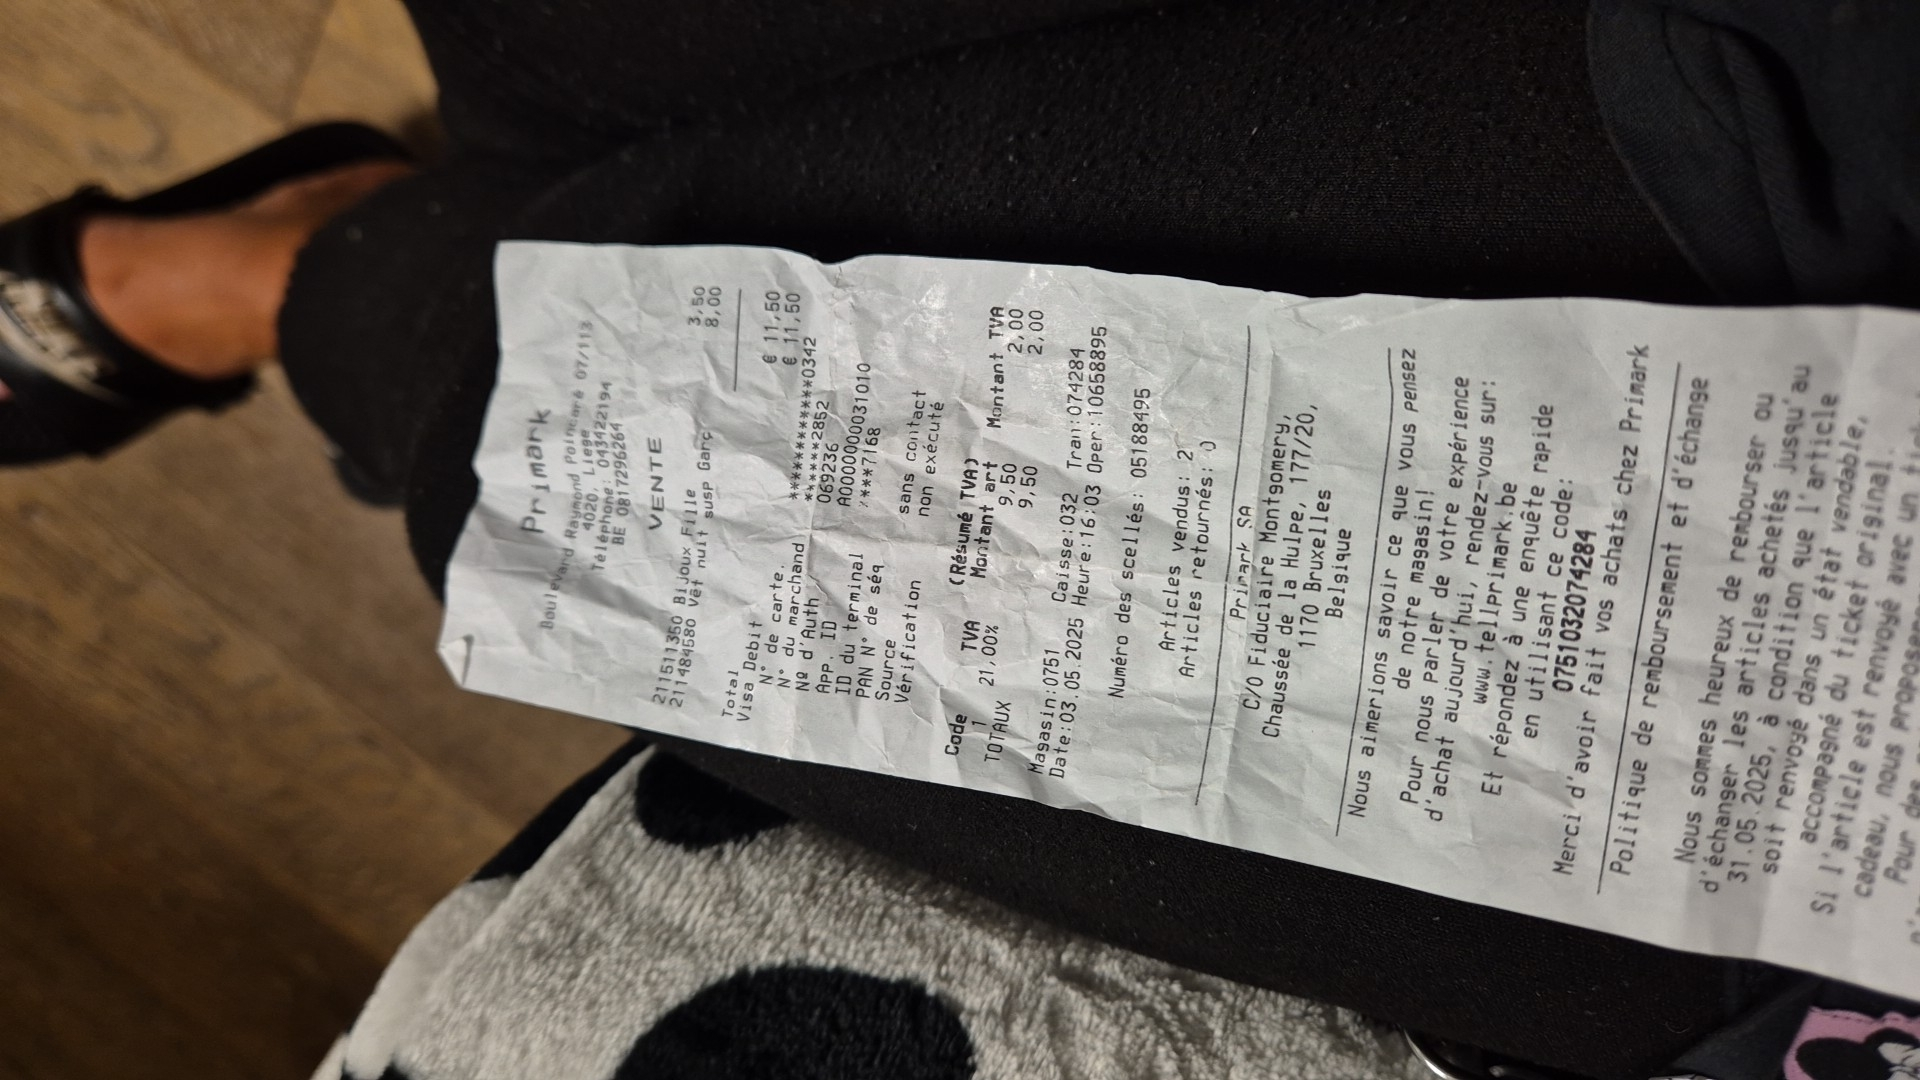 Primark
Boulevard Raymond Poincaré 07/113
4020, Liege
Téléphone: 043422194
BE 0817296264
VENTE
211511350 Bijoux Fille 3,50
211484580 Vêt nuit susp Garç 8,00
Total € 11,50
Visa Debit € 11,50
N° de carte. ************0342
N° du marchand ******2852
Nº d'Auth 069236
App. ID A0000000031010
ID du terminal /***7168
PAN N° de séq
Source sans contact
Vérification non exécuté
(Résumé TVA)
Code TVA Montant art Montant TVA
1 21,00% 9,50 2,00
TOTAUX 9,50 2,00
Magasin:0751 Caisse:032 Tran:074284
Date:03.05.2025 Heure:16:03 Oper:10658895
Numéro des scellés: 05188495
Articles vendus: 2
Articles retournés: 0
Primark SA
C/O Fiduciaire Montgomery,
Chaussée de la Hulpe, 177/20,
1170 Bruxelles
Belgique
Nous aimerions savoir ce que vous pensez
de notre magasin!
Pour nous parler de votre expérience
d'achat aujourd'hui, rendez-vous sur:
www.tellprimark.be
Et répondez à une enquête rapide
en utilisant ce code:
075103207​4284
Merci d'avoir fait vos achats chez Primark
Politique de remboursement et d'échange
Nous sommes heureux de rembourser ou
d'échanger les articles achetés jusqu'au
31.05.2025, à condition que l'article
soit renvoyé dans un état vendable,
accompagné du ticket original.
Si l'article est renvoyé avec un
cadeau, nous proposerons
Pour des